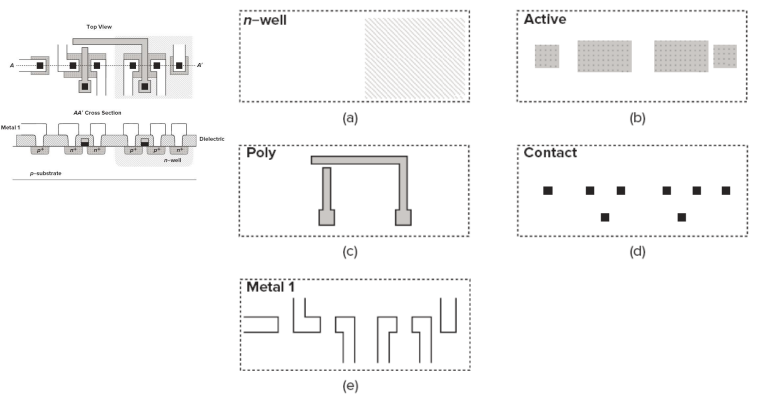 Top View
A
A'
AA' Cross Section
Metal 1
Dielectric
p+
n+
n+
p+
p+
n+
n-well
p-substrate
n-well
(a)
Active
(b)
Poly
(c)
Contact
(d)
Metal 1
(e)